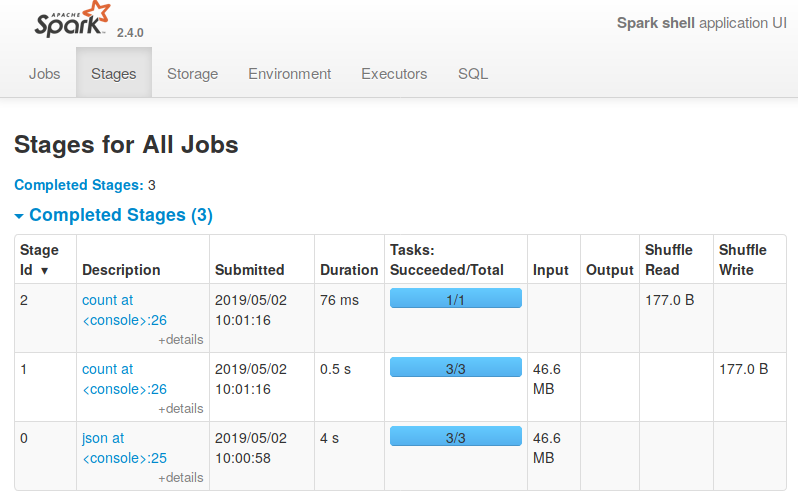 APACHE
Spark 2.4.0
Spark shell application UI
Jobs Stages Storage Environment Executors SQL
Stages for All Jobs
Completed Stages: 3
Completed Stages (3)
Stage Id ▼ Description Submitted Duration Tasks: Succeeded/Total Input Output Shuffle Read Shuffle Write
2 count at <console>:26 +details 2019/05/02 10:01:16 76 ms 1/1 177.0 B
1 count at <console>:26 +details 2019/05/02 10:01:16 0.5 s 3/3 46.6 MB 177.0 B
0 json at <console>:25 +details 2019/05/02 10:00:58 4 s 3/3 46.6 MB